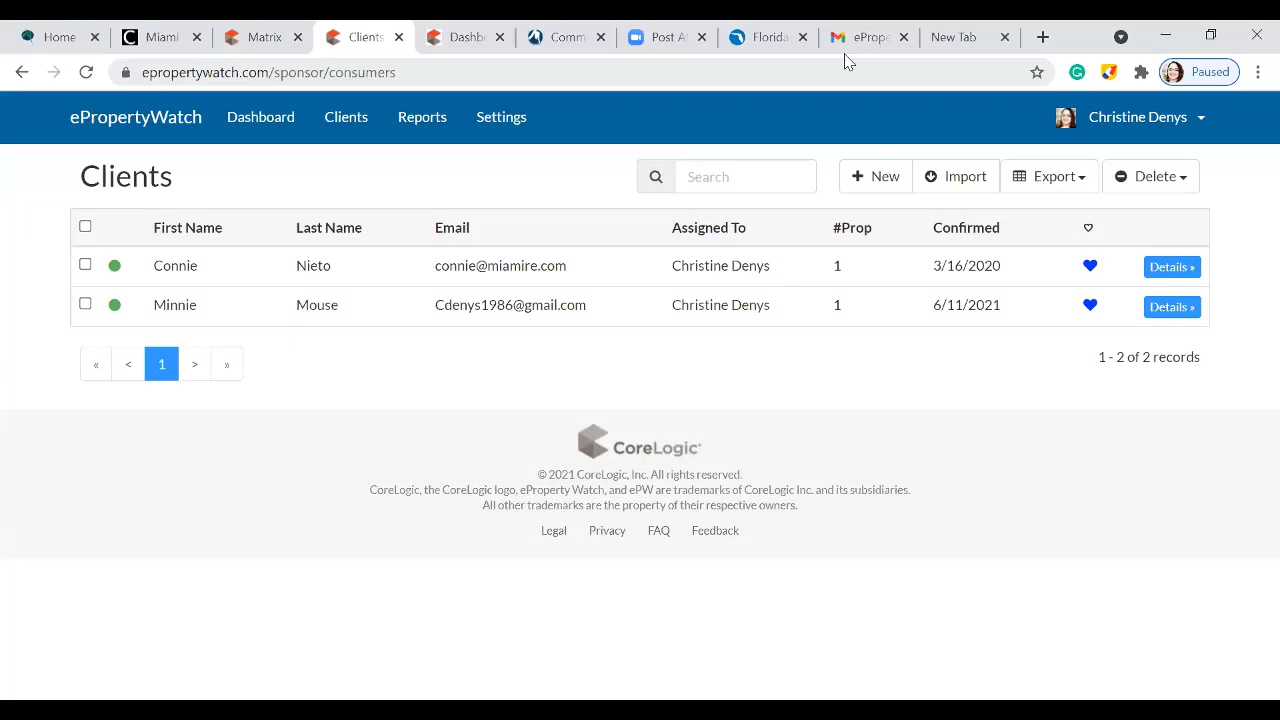 Home Miami Matrix Clients Dashbo Comm Post At Florida eProp New Tab
epropertywatch.com/sponsor/consumers Paused
ePropertyWatch Dashboard Clients Reports Settings Christine Denys
Clients Search New Import Export Delete
First Name Last Name Email Assigned To #Prop Confirmed
Connie Nieto connie@miamire.com Christine Denys 1 3/16/2020 Details »
Minnie Mouse Cdenys1986@gmail.com Christine Denys 1 6/11/2021 Details »
« < 1 > » 1 - 2 of 2 records
CoreLogic
© 2021 CoreLogic, Inc. All rights reserved.
CoreLogic, the CoreLogic logo, eProperty Watch, and ePW are trademarks of CoreLogic Inc. and its subsidiaries.
All other trademarks are the property of their respective owners.
Legal Privacy FAQ Feedback